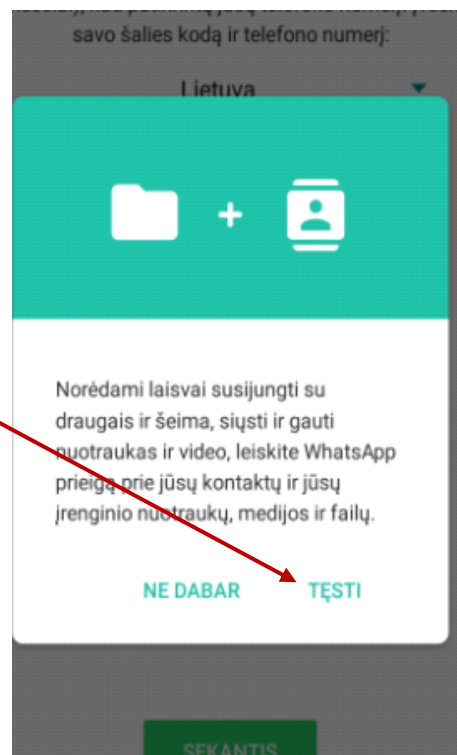 savo šalies kodą ir telefono numerį:
Lietuva
Norėdami laisvai susijungti su
draugais ir šeima, siųsti ir gauti
nuotraukas ir video, leiskite WhatsApp
prieigą prie jūsų kontaktų ir jūsų
įrenginio nuotraukų, medijos ir failų.
NE DABAR TĘSTI
SEKANTIS